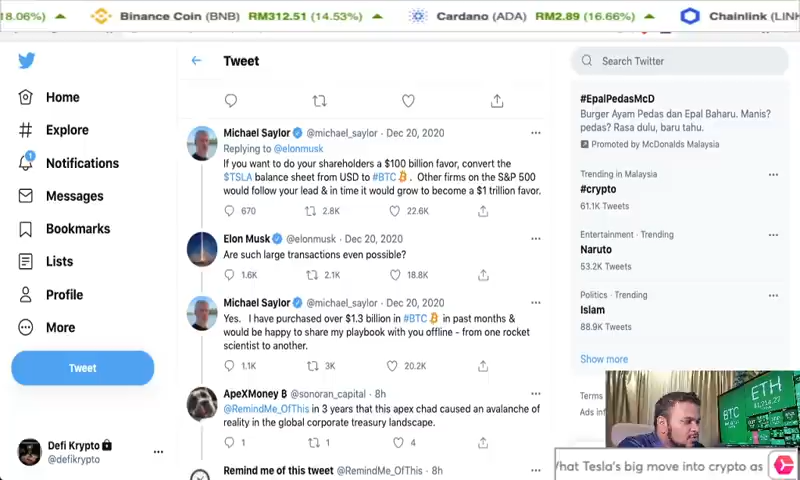 18.06%)
Binance Coin (BNB) RM312.51 (14.53%)
Cardano (ADA) RM2.89 (16.66%)
Chainlink (LINK
Home
Explore
1
Notifications
Messages
Bookmarks
Lists
Profile
More
Tweet
Defi Krypto
@defikrypto
Tweet
Michael Saylor @michael_saylor · Dec 20, 2020
Replying to @elonmusk
If you want to do your shareholders a $100 billion favor, convert the
$TSLA balance sheet from USD to #BTC. Other firms on the S&P 500
would follow your lead & in time it would grow to become a $1 trillion favor.
670 2.8K 22.6K
Elon Musk @elonmusk · Dec 20, 2020
Are such large transactions even possible?
1.6K 2.1K 18.8K
Michael Saylor @michael_saylor · Dec 20, 2020
Yes. I have purchased over $1.3 billion in #BTC in past months &
would be happy to share my playbook with you offline - from one rocket
scientist to another.
1.1K 3K 20.2K
ApeXMoney ₿ @sonoran_capital · 8h
@RemindMe_OfThis in 3 years that this apex chad caused an avalanche of
reality in the global corporate treasury landscape.
1 1 4
Remind me of this tweet @RemindMe_OfThis · 8h
Search Twitter
#EpalPedasMcD
Burger Ayam Pedas dan Epal Baharu. Manis?
pedas? Rasa dulu, baru tahu.
Promoted by McDonalds Malaysia
Trending in Malaysia
#crypto
61.1K Tweets
Entertainment · Trending
Naruto
53.2K Tweets
Politics · Trending
Islam
88.9K Tweets
Show more
Terms
Ads inf
BTC
ETH
What Tesla's big move into crypto as